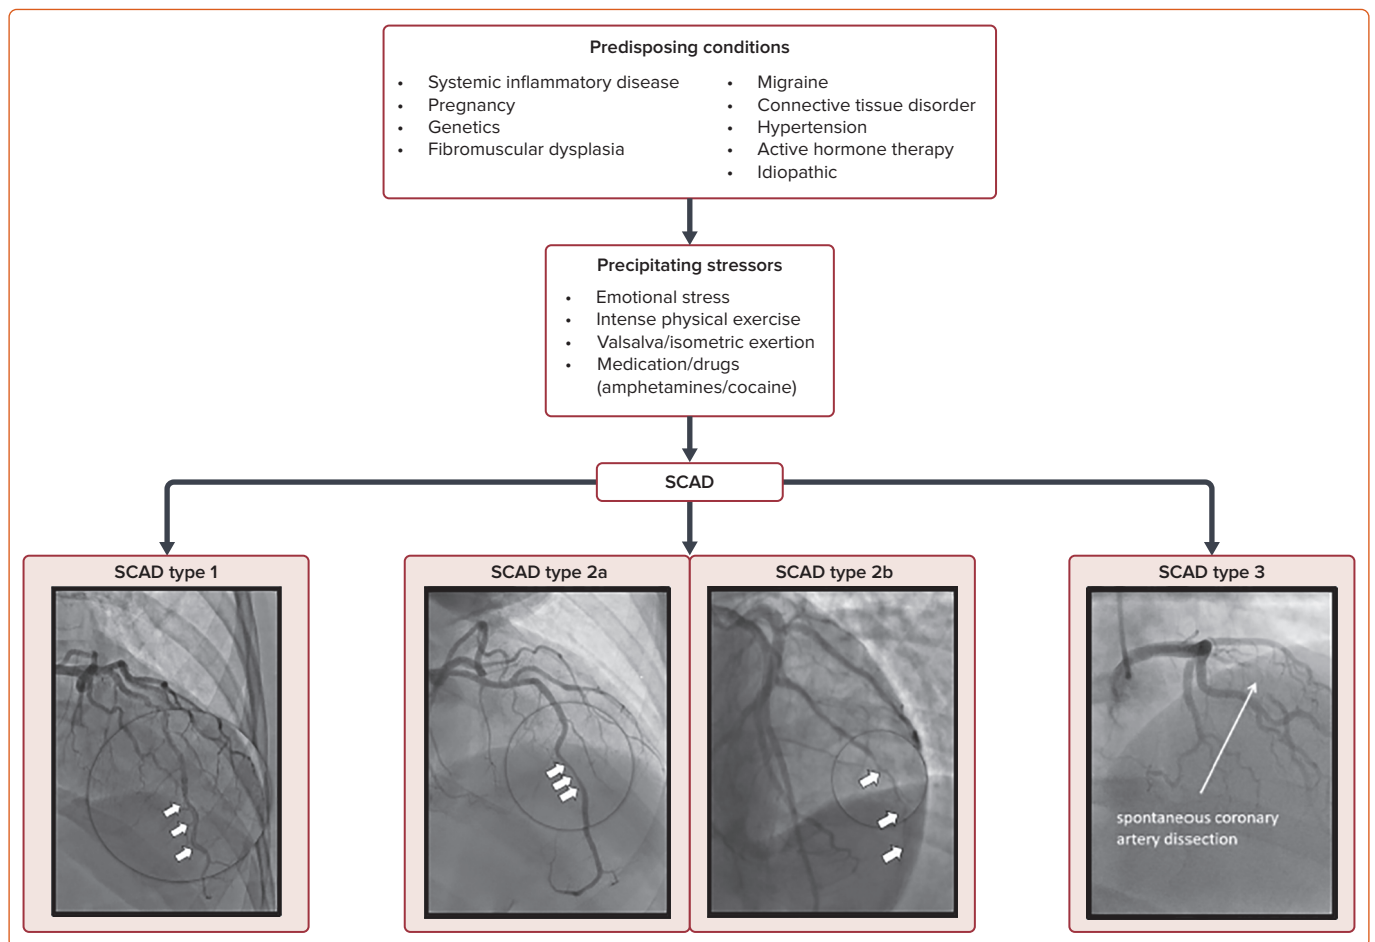 Predisposing conditions
• Systemic inflammatory disease
• Pregnancy
• Genetics
• Fibromuscular dysplasia
• Migraine
• Connective tissue disorder
• Hypertension
• Active hormone therapy
• Idiopathic
Precipitating stressors
• Emotional stress
• Intense physical exercise
• Valsalva/isometric exertion
• Medication/drugs
(amphetamines/cocaine)
SCAD
SCAD type 1
SCAD type 2a
SCAD type 2b
SCAD type 3
spontaneous coronary
artery dissection